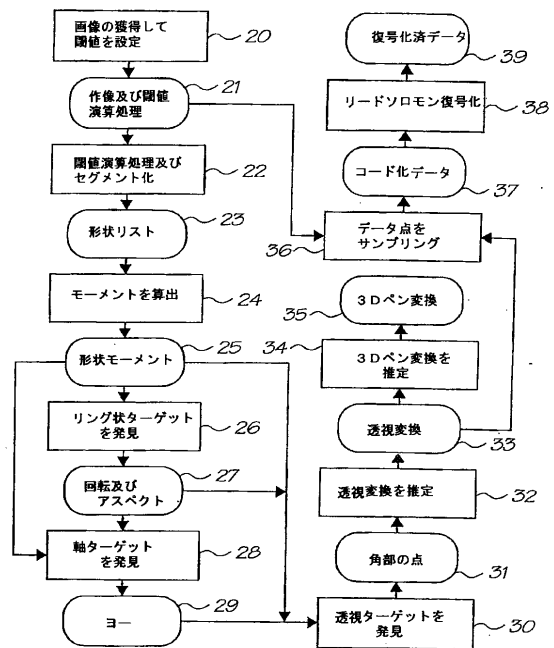 画像の獲得して
閾値を設定
20
作像及び閾値
演算処理
21
閾値演算処理及び
セグメント化
22
形状リスト
23
モーメントを算出
24
形状モーメント
25
リング状ターゲット
を発見
26
回転及び
アスペクト
27
軸ターゲット
を発見
28
ヨー
29
透視ターゲットを
発見
30
角部の点
31
透視変換を推定
32
透視変換
33
3Dペン変換を
推定
34
3Dペン変換
35
データ点を
サンプリング
36
コード化データ
37
リードソロモン復号化
38
復号化済データ
39